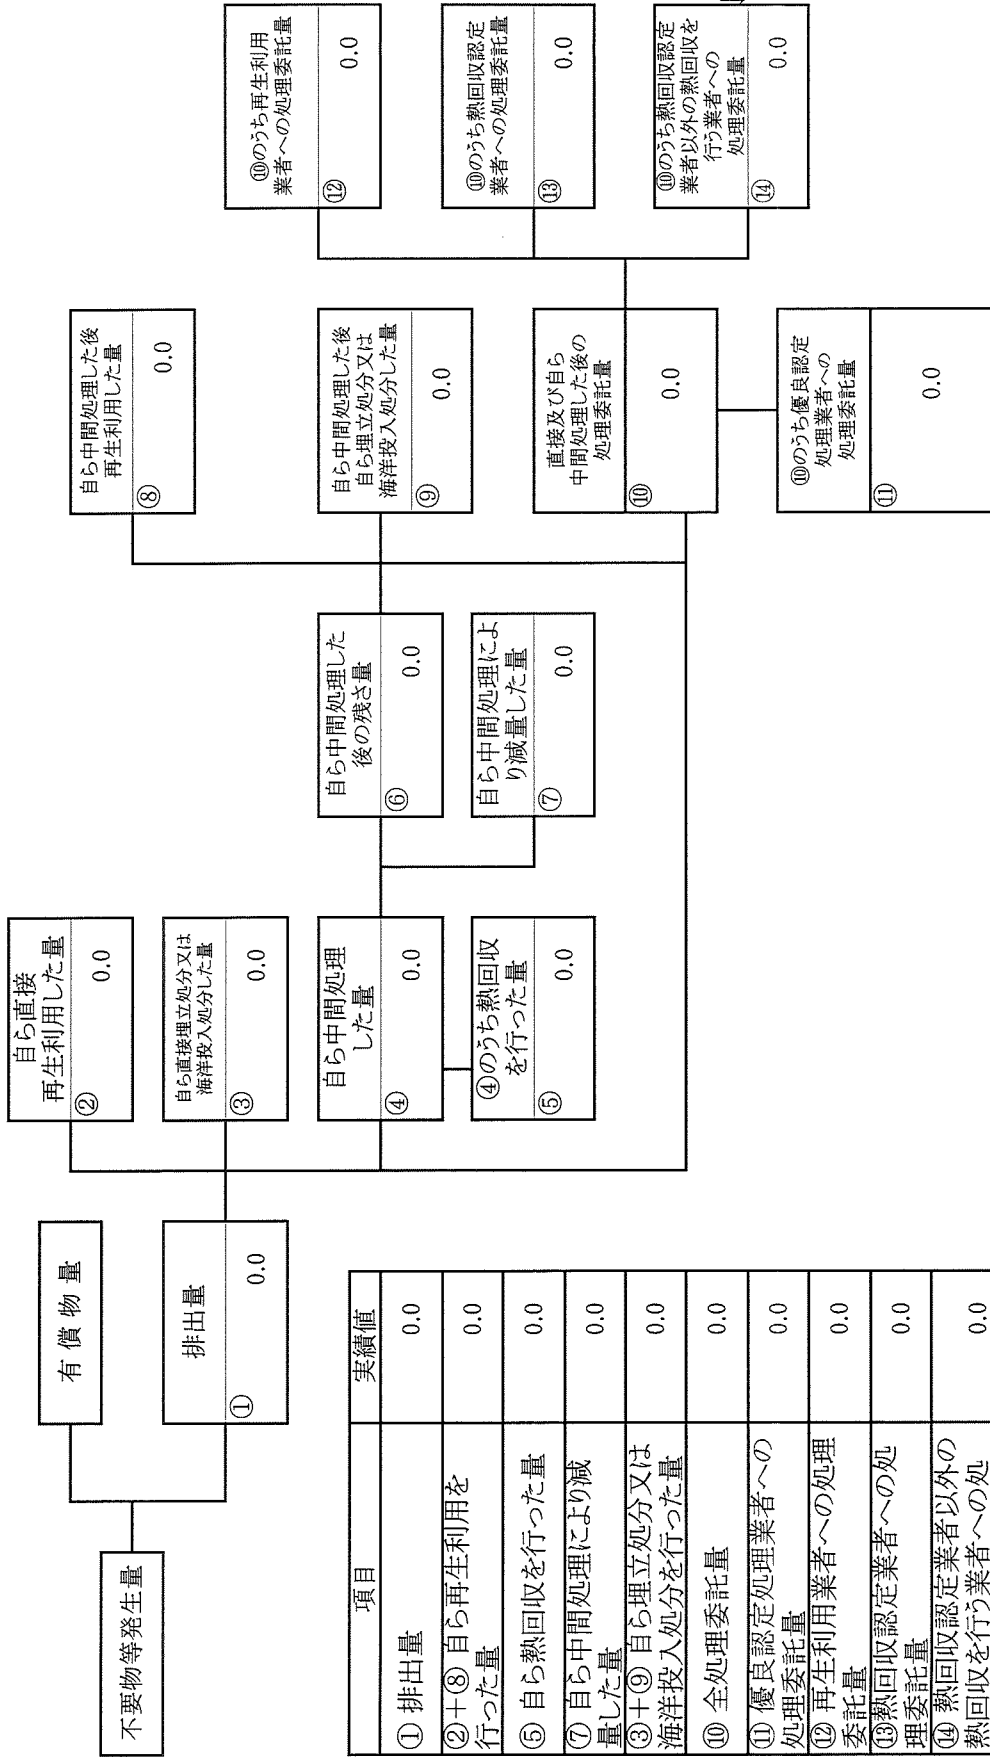 不要物等発生量
有償物量
排出量
① 0.0
自ら直接
再生利用した量
② 0.0
自ら直接埋立処分又は
海洋投入処分した量
③ 0.0
自ら中間処理
した量
④ 0.0
④のうち熱回収
を行った量
⑤ 0.0
自ら中間処理した
後の残さ量
⑥ 0.0
自ら中間処理によ
り減量した量
⑦ 0.0
自ら中間処理した後
再生利用した量
⑧ 0.0
自ら中間処理した後
自ら埋立処分又は
海洋投入処分した量
⑨ 0.0
直接及び自ら
中間処理した後の
処理委託量
⑩ 0.0
⑩のうち優良認定
処理業者への
処理委託量
⑪ 0.0
⑩のうち再生利用
業者への処理委託量
⑫ 0.0
⑩のうち熱回収認定
業者への処理委託量
⑬ 0.0
⑩のうち熱回収認定
業者以外の熱回収を
行う業者への
処理委託量
⑭ 0.0
項目 実績値
① 排出量 0.0
②+⑧ 自ら再生利用を
行った量 0.0
⑤ 自ら熱回収を行った量 0.0
⑦ 自ら中間処理により減
量した量 0.0
③+⑨ 自ら埋立処分又は
海洋投入処分を行った量 0.0
⑩ 全処理委託量 0.0
⑪ 優良認定処理業者への
処理委託量 0.0
⑫ 再生利用業者への処理
委託量 0.0
⑬熱回収認定業者への処
理委託量 0.0
⑭ 熱回収認定業者以外の
熱回収を行う業者への処 0.0